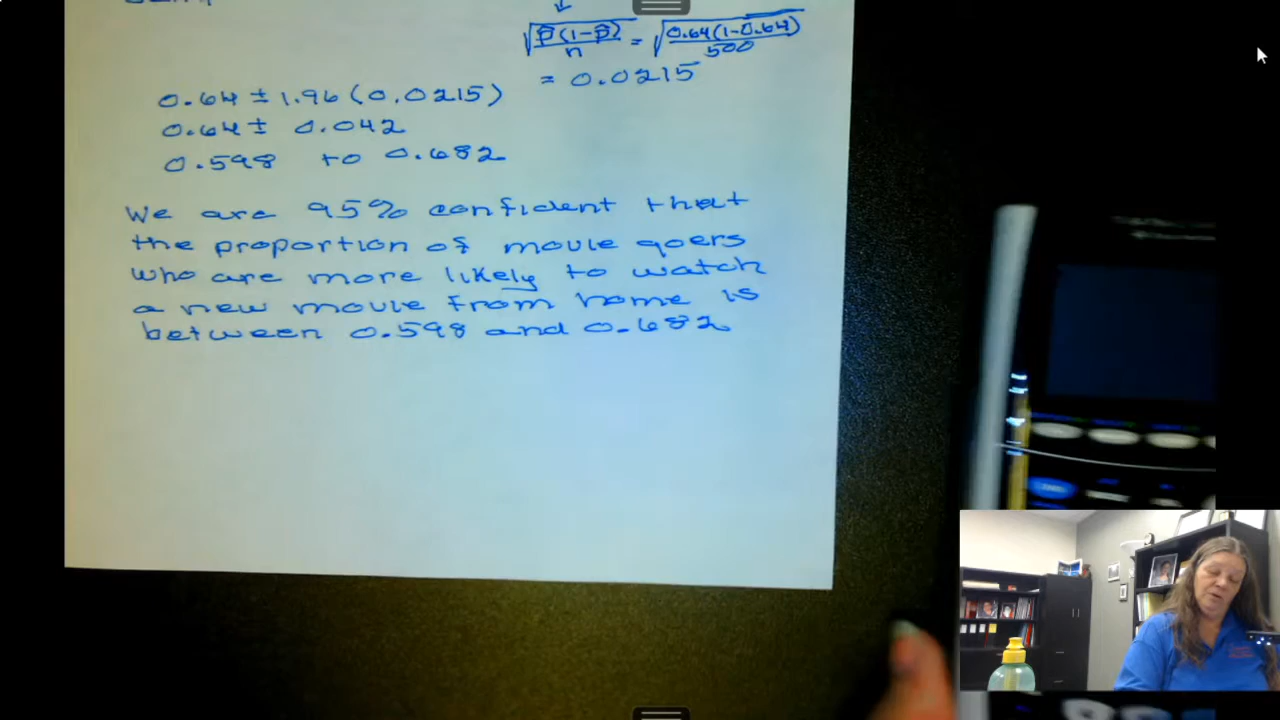 √(p̂(1-p̂)/n) = √(0.64(1-0.64)/500)
= 0.0215
0.64 ± 1.96 (0.0215)
0.64 ± 0.042
0.598 to 0.682
We are 95% confident that
the proportion of movie goers
who are more likely to watch
a new movie from home is
between 0.598 and 0.682